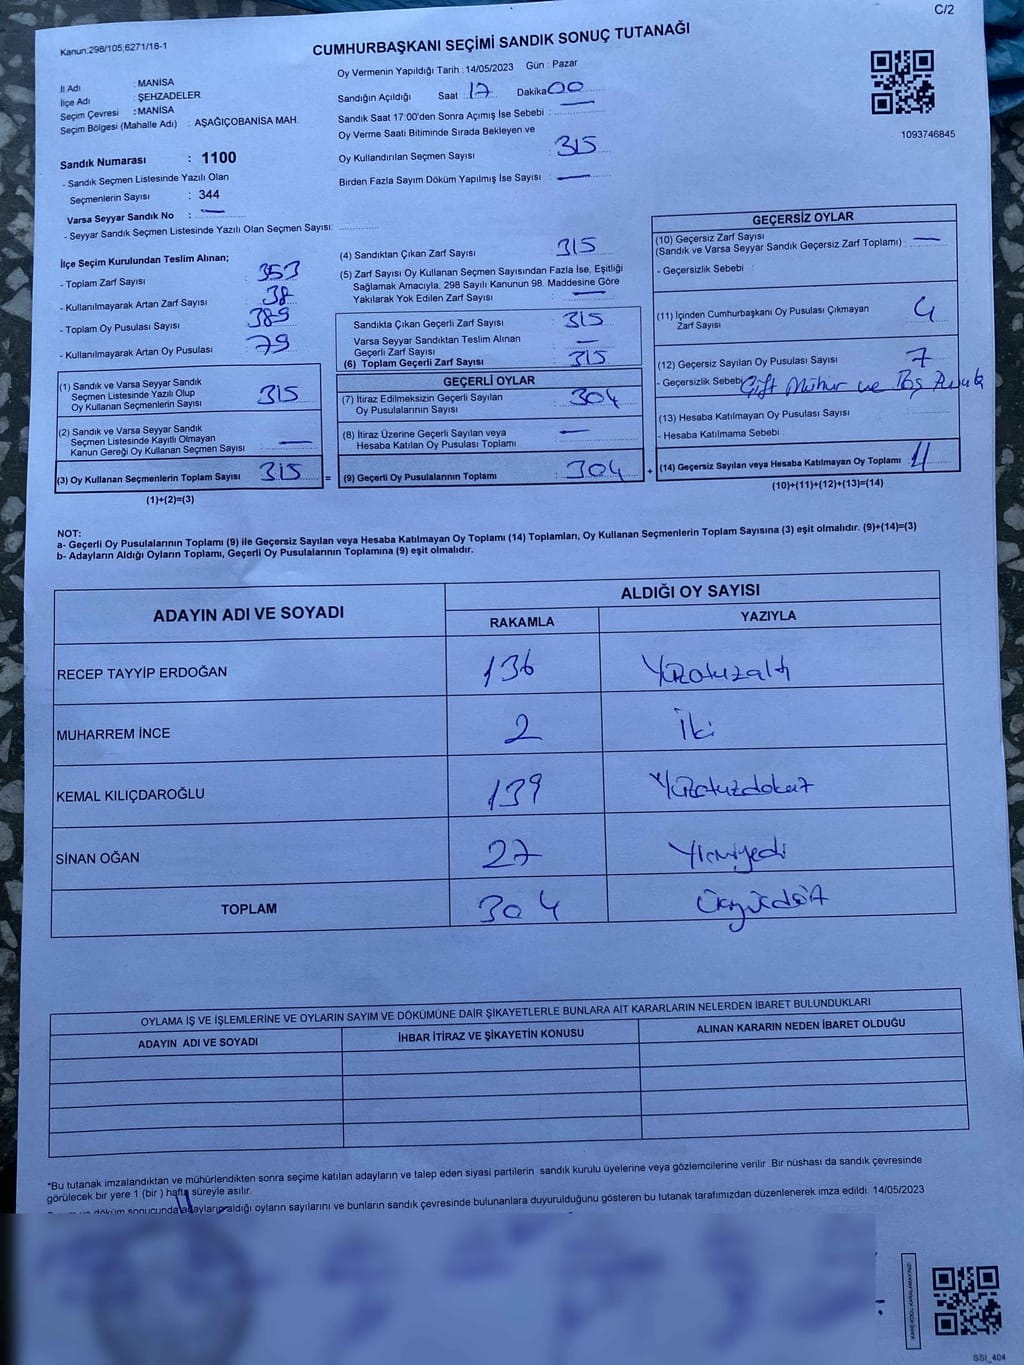 C/2
Kanun:298/105;6271/18-1
CUMHURBAŞKANI SEÇİMİ SANDIK SONUÇ TUTANAĞI
İl Adı : MANİSA
İlçe Adı : ŞEHZADELER
Seçim Çevresi : MANİSA
Seçim Bölgesi (Mahalle Adı) : AŞAĞIÇOBANİSA MAH.
Oy Vermenin Yapıldığı Tarih : 14/05/2023 Gün : Pazar
Sandığın Açıldığı Saat 17 Dakika 00
Sandık Saat 17:00'den Sonra Açımış İse Sebebi : —
Oy Verme Saati Bitiminde Sırada Bekleyen ve
Oy Kullandırılan Seçmen Sayısı : 315
Birden Fazla Sayım Döküm Yapılmış İse Sayısı : —
1093746845
Sandık Numarası : 1100
- Sandık Seçmen Listesinde Yazılı Olan
Seçmenlerin Sayısı : 344
Varsa Seyyar Sandık No : —
- Seyyar Sandık Seçmen Listesinde Yazılı Olan Seçmen Sayısı:
İlçe Seçim Kurulundan Teslim Alınan;
- Toplam Zarf Sayısı : 353
- Kullanılmayarak Artan Zarf Sayısı : 38
- Toplam Oy Pusulası Sayısı : 389
- Kullanılmayarak Artan Oy Pusulası : 79
(1) Sandık ve Varsa Seyyar Sandık
Seçmen Listesinde Yazılı Olup
Oy Kullanan Seçmenlerin Sayısı : 315
(2) Sandık ve Varsa Seyyar Sandık
Seçmen Listesinde Kayıtlı Olmayan
Kanun Gereği Oy Kullanan Seçmen Sayısı : —
(3) Oy Kullanan Seçmenlerin Toplam Sayısı : 315
(1)+(2)=(3)
(4) Sandıktan Çıkan Zarf Sayısı : 315
(5) Zarf Sayısı Oy Kullanan Seçmen Sayısından Fazla İse, Eşitliği
Sağlamak Amacıyla, 298 Sayılı Kanunun 98. Maddesine Göre
Yakılarak Yok Edilen Zarf Sayısı : —
Sandıkta Çıkan Geçerli Zarf Sayısı : 315
Varsa Seyyar Sandıktan Teslim Alınan
Geçerli Zarf Sayısı : —
(6) Toplam Geçerli Zarf Sayısı : 315
GEÇERLİ OYLAR
(7) İtiraz Edilmeksizin Geçerli Sayılan
Oy Pusulalarının Sayısı : 304
(8) İtiraz Üzerine Geçerli Sayılan veya
Hesaba Katılan Oy Pusulası Toplamı : —
= (9) Geçerli Oy Pusulalarının Toplamı : 304 +
GEÇERSİZ OYLAR
(10) Geçersiz Zarf Sayısı
(Sandık ve Varsa Seyyar Sandık Geçersiz Zarf Toplamı) : —
- Geçersizlik Sebebi :
(11) İçinden Cumhurbaşkanı Oy Pusulası Çıkmayan
Zarf Sayısı : 4
(12) Geçersiz Sayılan Oy Pusulası Sayısı : 7
- Geçersizlik Sebebi Çift Mühür ve Boş Pusula
(13) Hesaba Katılmayan Oy Pusulası Sayısı :
- Hesaba Katılmama Sebebi :
(14) Geçersiz Sayılan veya Hesaba Katılmayan Oy Toplamı : 11
(10)+(11)+(12)+(13)=(14)
NOT:
a- Geçerli Oy Pusulalarının Toplamı (9) ile Geçersiz Sayılan veya Hesaba Katılmayan Oy Toplamı (14) Toplamları, Oy Kullanan Seçmenlerin Toplam Sayısına (3) eşit olmalıdır. (9)+(14)=(3)
b- Adayların Aldığı Oyların Toplamı, Geçerli Oy Pusulalarının Toplamına (9) eşit olmalıdır.
ADAYIN ADI VE SOYADI
ALDIĞI OY SAYISI
RAKAMLA YAZIYLA
RECEP TAYYİP ERDOĞAN 136 Yüzotuzaltı
MUHARREM İNCE 2 İki
KEMAL KILIÇDAROĞLU 139 Yüzotuzdokuz
SİNAN OĞAN 27 Yirmiyedi
TOPLAM 304 Üçyüzdört
OYLAMA İŞ VE İŞLEMLERİNE VE OYLARIN SAYIM VE DÖKÜMÜNE DAİR ŞİKAYETLERLE BUNLARA AİT KARARLARIN NELERDEN İBARET BULUNDUKLARI
ADAYIN ADI VE SOYADI İHBAR İTİRAZ VE ŞİKAYETİN KONUSU ALINAN KARARIN NEDEN İBARET OLDUĞU
*Bu tutanak imzalandıktan ve mühürlendikten sonra seçime katılan adayların ve talep eden siyasi partilerin sandık kurulu üyelerine veya gözlemcilerine verilir. Bir nüshası da sandık çevresinde
görülecek bir yere 1 (bir ) hafta süreyle asılır.
döküm sonucunda adayların aldığı oyların sayılarını ve bunların sandık çevresinde bulunanlara duyurulduğunu gösteren bu tutanak tarafımızdan düzenlenerek imza edildi. 14/05/2023
KARE KODU KARALAMAYINIZ!
SSI_404